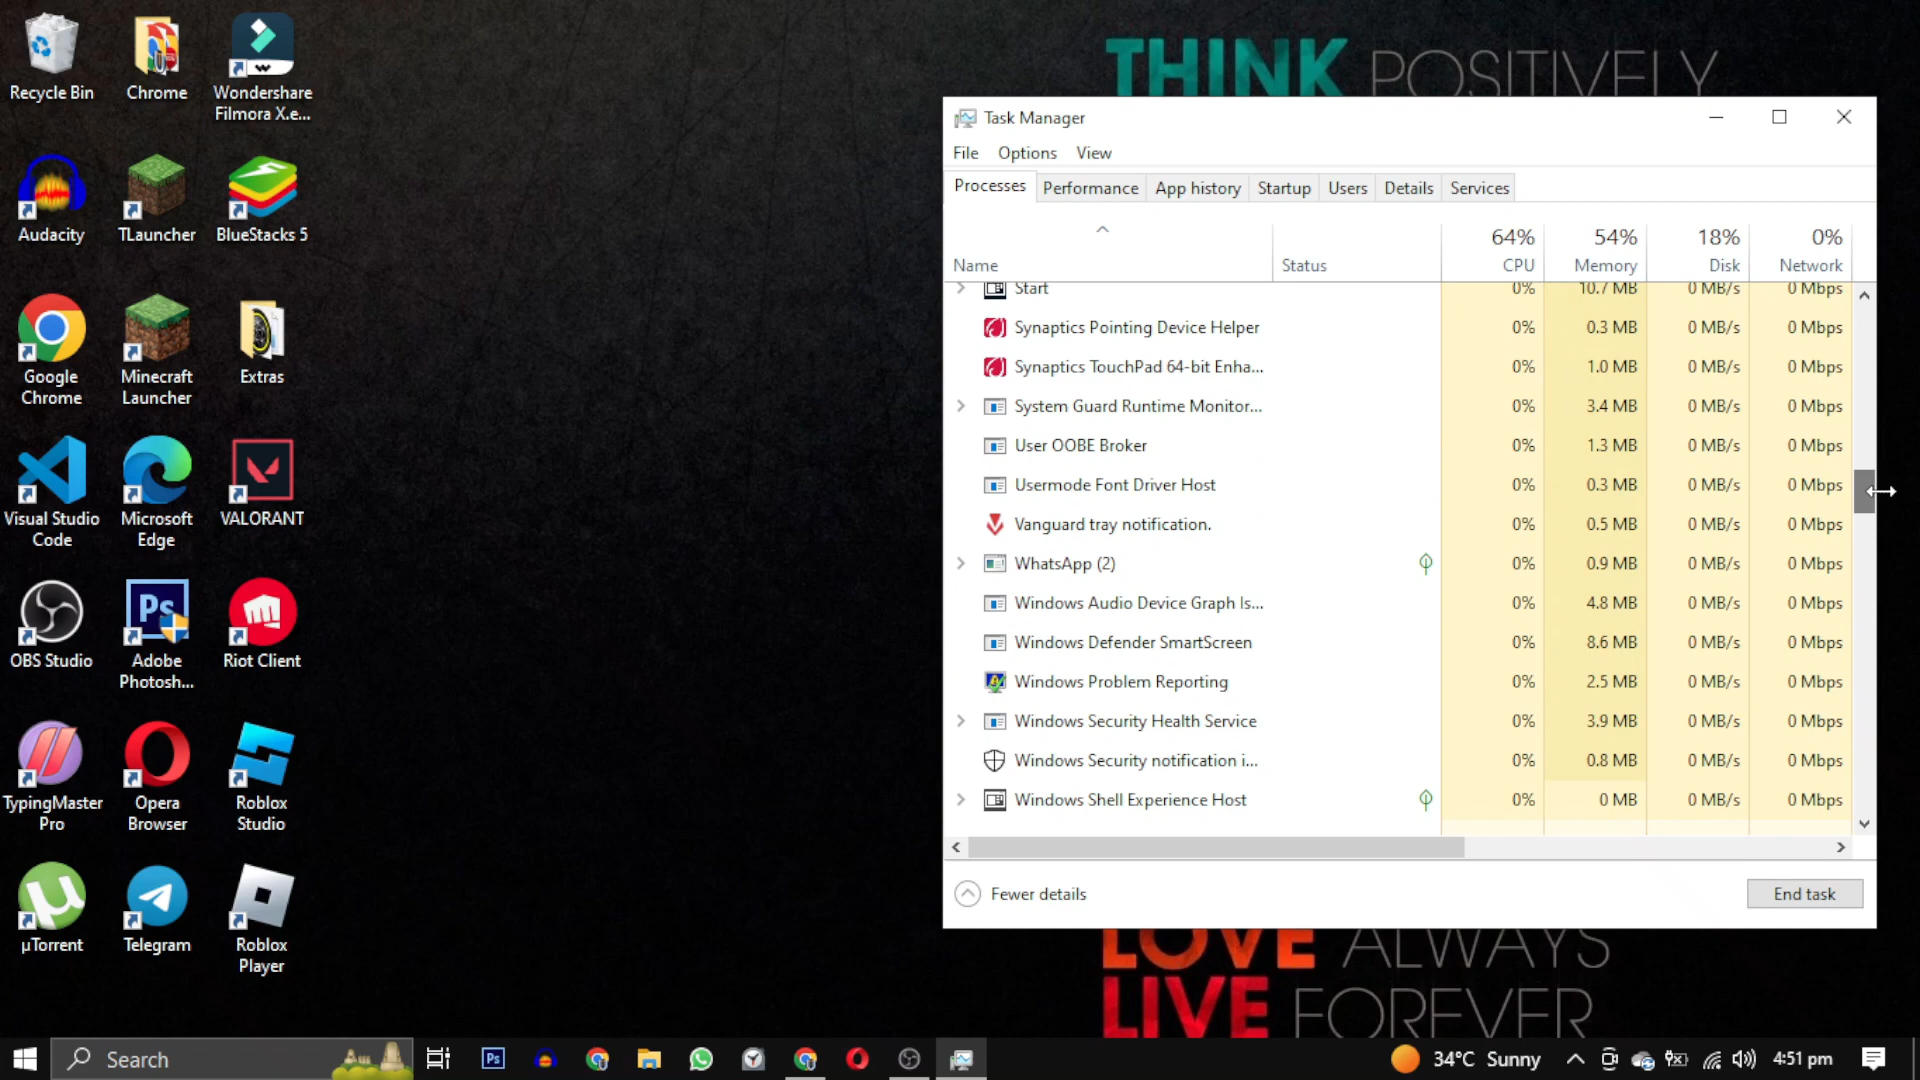 Recycle Bin
Chrome
Wondershare
Filmora X.e...
Audacity
TLauncher
BlueStacks 5
Google
Chrome
Minecraft
Launcher
Extras
Visual Studio
Code
Microsoft
Edge
VALORANT
OBS Studio
Ps
Adobe
Photosh...
Riot Client
TypingMaster
Pro
Opera
Browser
Roblox
Studio
µTorrent
Telegram
Roblox
Player
THINK POSITIVELY
Task Manager
File Options View
Processes Performance App history Startup Users Details Services
64% 54% 18% 0%
Name Status CPU Memory Disk Network
Start 0% 10.7 MB 0 MB/s 0 Mbps
Synaptics Pointing Device Helper 0% 0.3 MB 0 MB/s 0 Mbps
Synaptics TouchPad 64-bit Enha... 0% 1.0 MB 0 MB/s 0 Mbps
System Guard Runtime Monitor... 0% 3.4 MB 0 MB/s 0 Mbps
User OOBE Broker 0% 1.3 MB 0 MB/s 0 Mbps
Usermode Font Driver Host 0% 0.3 MB 0 MB/s 0 Mbps
Vanguard tray notification. 0% 0.5 MB 0 MB/s 0 Mbps
WhatsApp (2) 0% 0.9 MB 0 MB/s 0 Mbps
Windows Audio Device Graph Is... 0% 4.8 MB 0 MB/s 0 Mbps
Windows Defender SmartScreen 0% 8.6 MB 0 MB/s 0 Mbps
Windows Problem Reporting 0% 2.5 MB 0 MB/s 0 Mbps
Windows Security Health Service 0% 3.9 MB 0 MB/s 0 Mbps
Windows Security notification i... 0% 0.8 MB 0 MB/s 0 Mbps
Windows Shell Experience Host 0% 0 MB 0 MB/s 0 Mbps
Fewer details End task
LOVE ALWAYS
LIVE FOREVER
Search Ps 34°C Sunny 4:51 pm